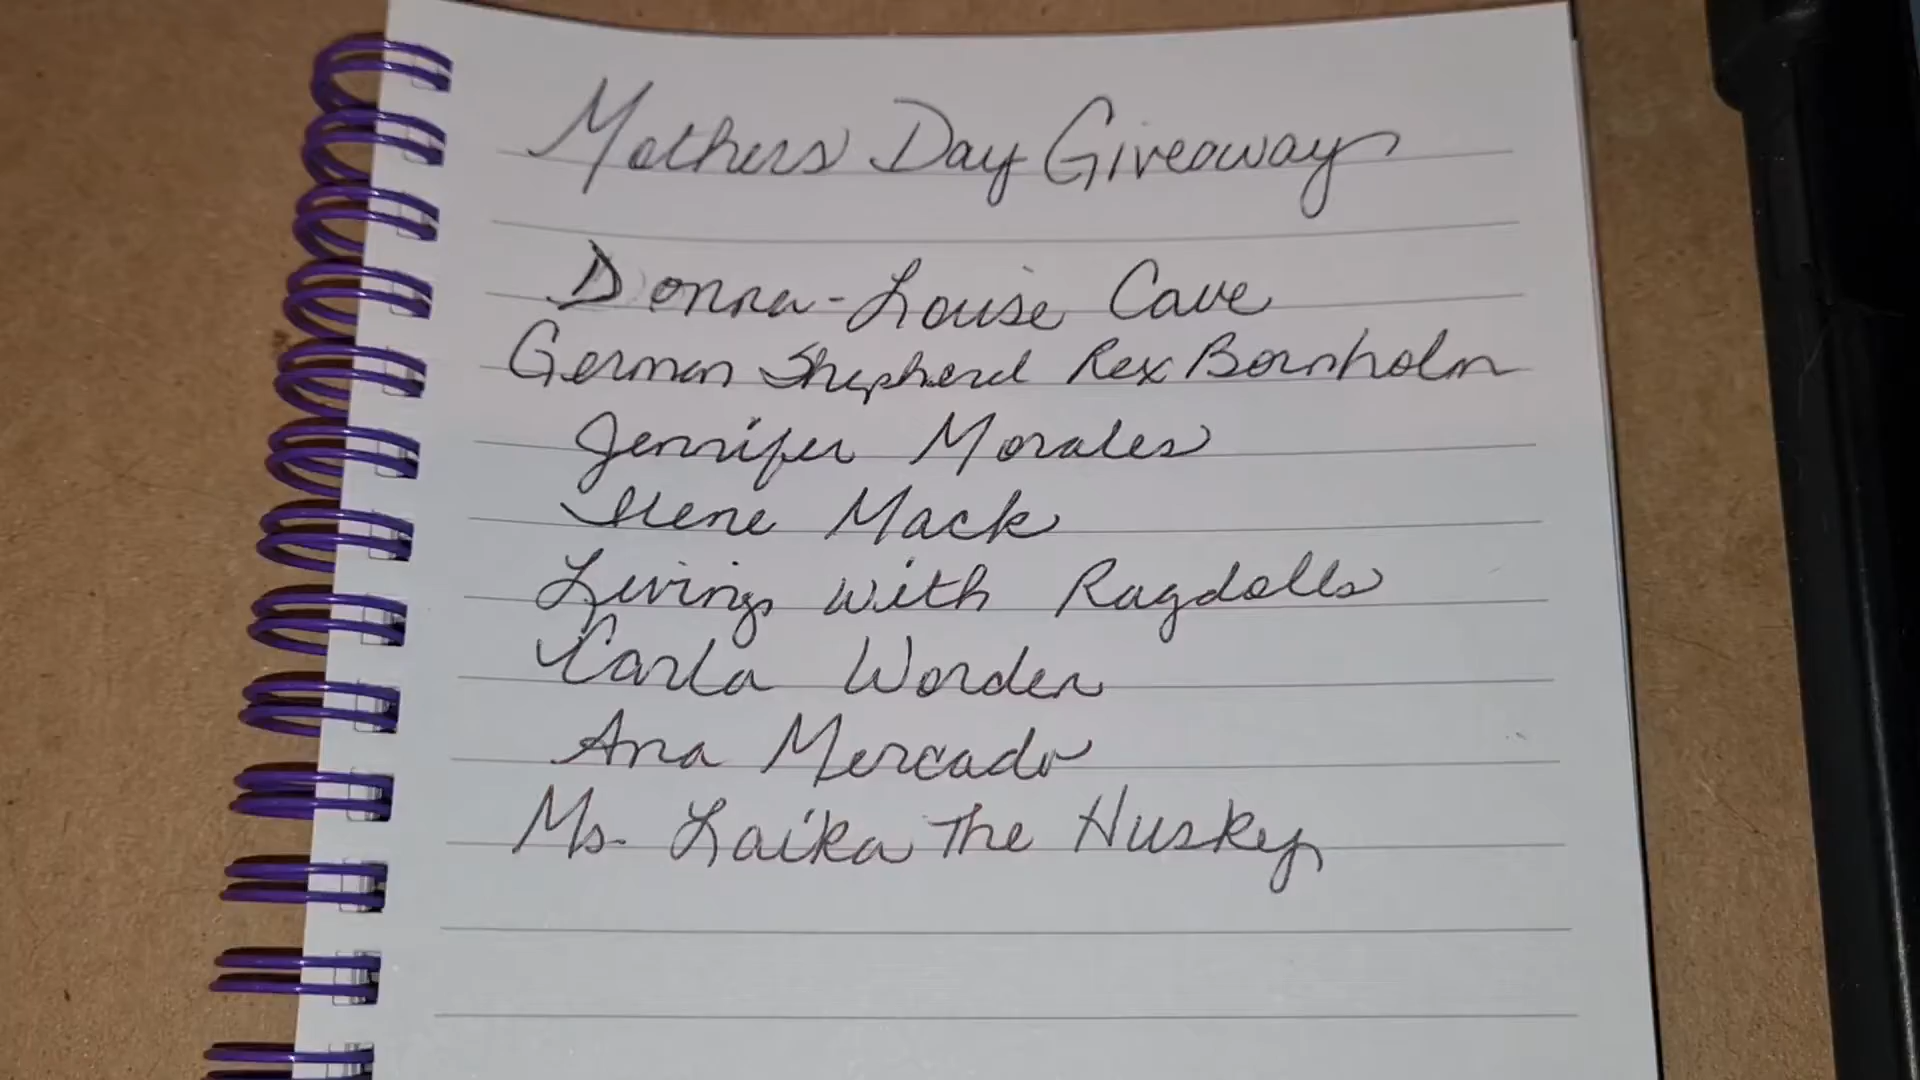 Mothers Day Giveaway
Donna-Louise Cave
German Shepherd Rex Bornholm
Jennifer Morales
Ilene Mack
Living with Ragdolls
Carla Worden
Ana Mercado
Ms. Laika The Husky